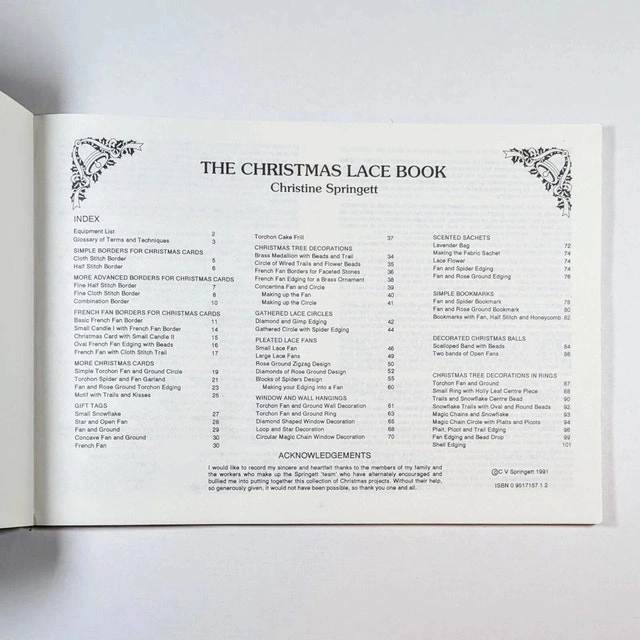 THE CHRISTMAS LACE BOOK
Christine Springett
INDEX
Equipment List 2
Glossary of Terms and Techniques 3
SIMPLE BORDERS FOR CHRISTMAS CARDS
Cloth Stitch Border 5
Half Stitch Border 6
MORE ADVANCED BORDERS FOR CHRISTMAS CARDS
Fine Half Stitch Border 7
Fine Cloth Border 8
Combination Border 10
FRENCH FAN BORDERS FOR CHRISTMAS CARDS
Basic French Fan Border 11
Small Candle I with French Fan Border 14
Christmas Card with Small Candle II 15
Oval French Fan Edging with Beads 16
French Fan with Cloth Stitch Trail 17
MORE CHRISTMAS CARDS
Simple Torchon Fan and Ground Circle 19
Torchon Spider and Fan Garland 21
Fan and Rose Ground Torchon Edging 23
Motif with Trails and Kisses 25
GIFT TAGS
Small Snowflake 27
Star and Open Fan 28
Fan and Ground 29
Concave Fan and Ground 30
French Fan 30
Torchon Cake Frill 37
CHRISTMAS TREE DECORATIONS
Brass Medallion with Beads and Trail 34
Circle of Wired Trails and Flower Beads 35
French Fan Borders for Faceted Stones 36
French Fan Edging for a Brass Ornament 38
Concertina Fan and Circle 39
Making up the Fan 40
Making up the Circle 41
GATHERED LACE CIRCLES
Diamond and Gimp Edging 42
Gathered Circle with Spider Edging 44
PLEATED LACE FANS
Small Lace Fan 46
Large Lace Fans 49
Rose Ground Zigzag Design 50
Diamonds of Rose Ground Design 52
Blocks of Spiders Design 55
Making your Edging into a Fan 60
WINDOW AND WALL HANGINGS
Torchon Fan and Ground Wall Decoration 61
Torchon Fan and Ground Ring 63
Diamond Shaped Window Decoration 65
Loop and Star Decoration 68
Circular Magic Chain Window Decoration 70
SCENTED SACHETS
Lavender Bag 72
Making the Fabric Sachet 74
Lace Flower 74
Fan and Spider Edging 74
Fan and Rose Ground Edging 76
SIMPLE BOOKMARKS
Fan and Spider Bookmark 78
Fan and Rose Ground Bookmark 80
Bookmarks with Fan, Half Stitch and Honeycomb 82
DECORATED CHRISTMAS BALLS
Scalloped Band with Beads 84
Two bands of Open Fans 86
CHRISTMAS TREE DECORATIONS IN RINGS
Torchon Fan and Ground 87
Small Ring with Holly Leaf Centre Piece 88
Trails and Snowflake Centre Bead 90
Snowflake Trails with Oval and Round Beads 92
Magic Chains and Snowflake 93
Magic Chain Circle with Plaits and Picots 94
Plait, Picot and Trail Edging 96
Fan Edging and Bead Drop 99
Shell Edging 101
ACKNOWLEDGEMENTS
I would like to record my sincere and heartfelt thanks to the members of my family and
the workers who make up the Springett 'team' who have alternately encouraged and
bullied me into putting together this collection of Christmas projects. Without their help,
so generously given, it would not have been possible, so thank you one and all.
©C V Springett 1991
ISBN 0 9517157 1 2